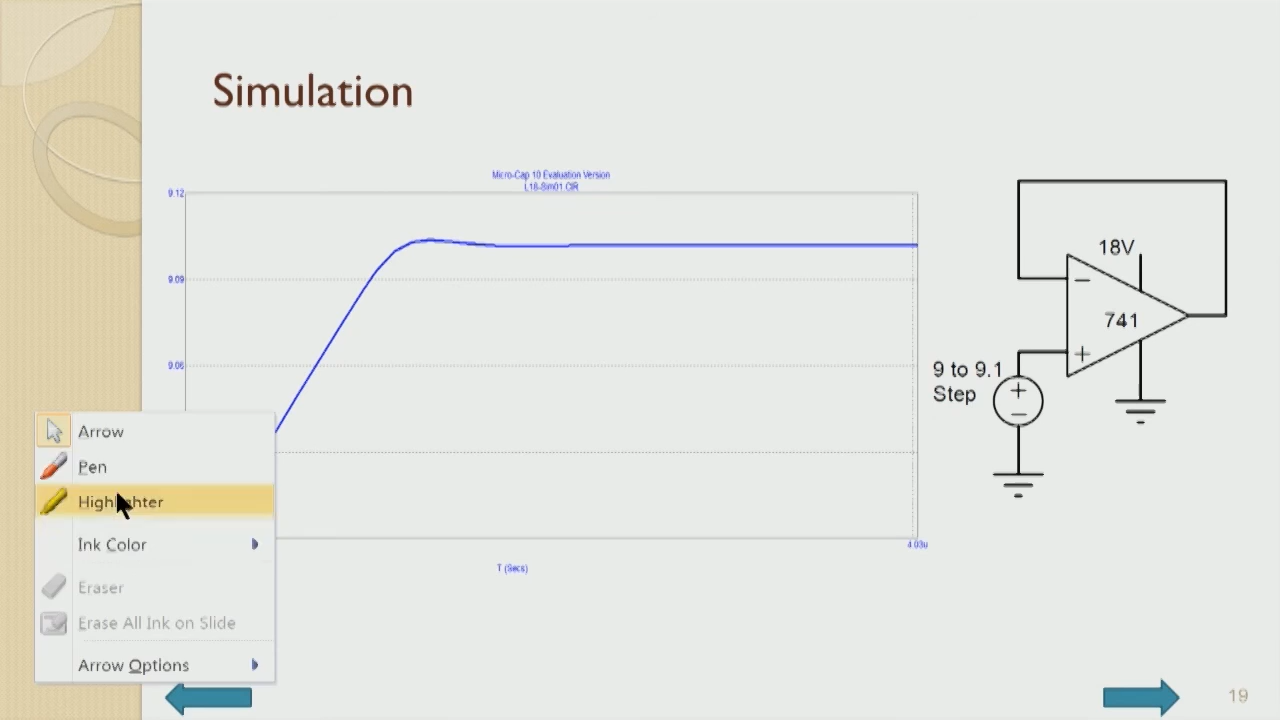 Simulation
Micro-Cap 10 Evaluation Version
L18-Sim01.CIR
9.12
9.09
9.06
4.03u
T (Secs)
18V
−
741
+
9 to 9.1
Step
+
−
Arrow
Pen
Highlighter
Ink Color
Eraser
Erase All Ink on Slide
Arrow Options
19